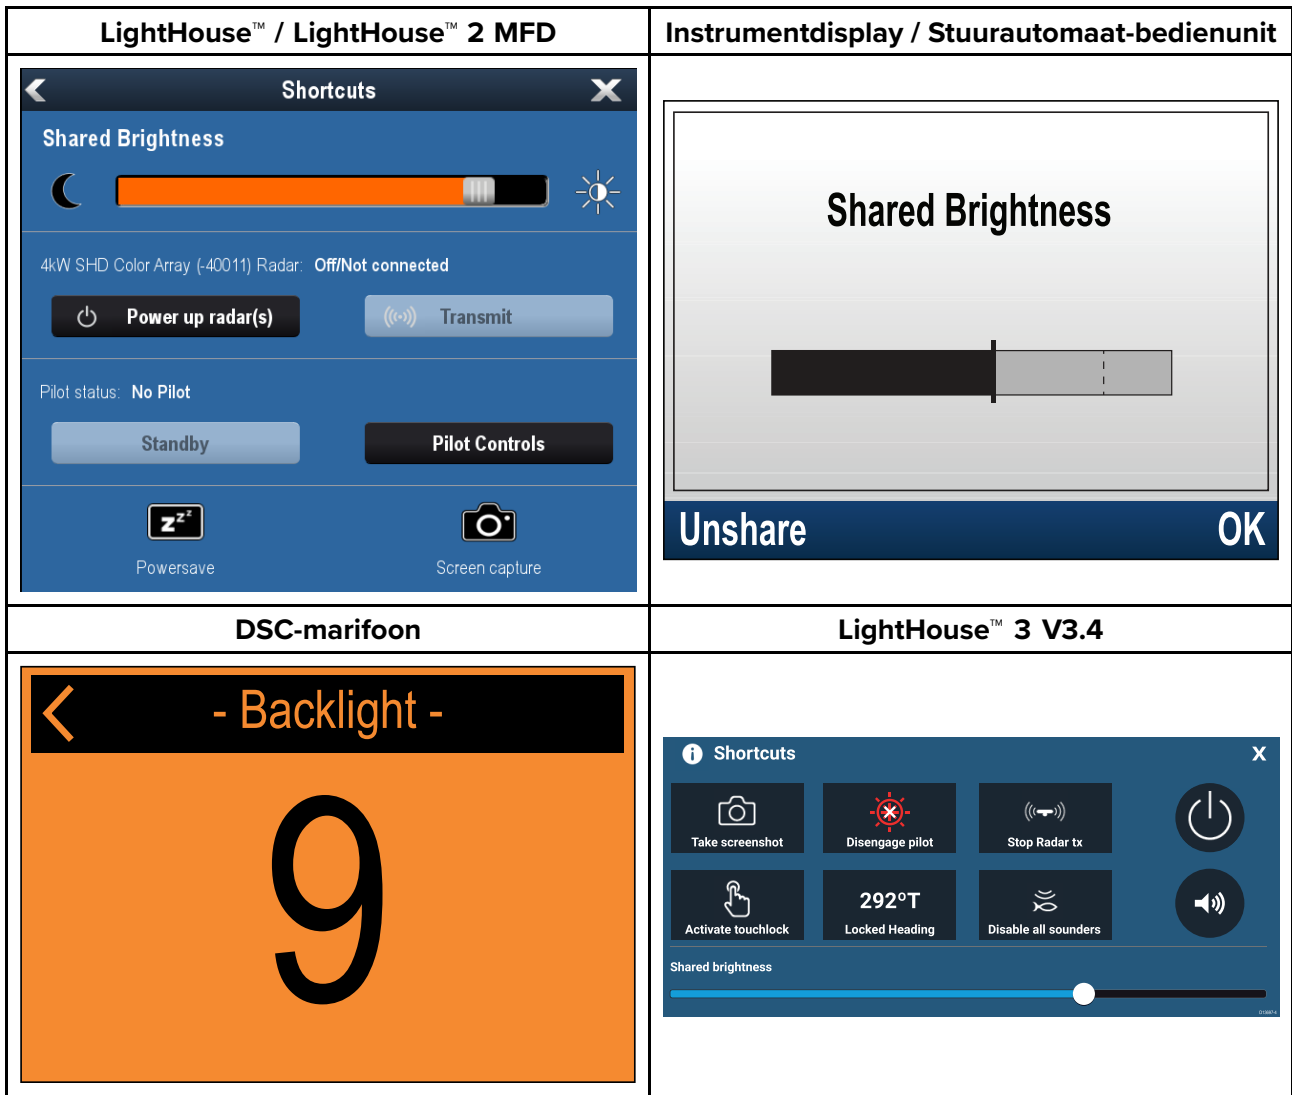 LightHouse™ / LightHouse™ 2 MFD
Instrumentdisplay / Stuurautomaat-bedienunit
Shortcuts
Shared Brightness
4kW SHD Color Array (-40011) Radar: Off/Not connected
Power up radar(s)
Transmit
Pilot status: No Pilot
Standby
Pilot Controls
zzz
Powersave
Screen capture
Shared Brightness
Unshare
OK
DSC-marifoon
LightHouse™ 3 V3.4
- Backlight -
9
Shortcuts
X
Take screenshot
Disengage pilot
Stop Radar tx
Activate touchlock
292°T
Locked Heading
Disable all sounders
Shared brightness